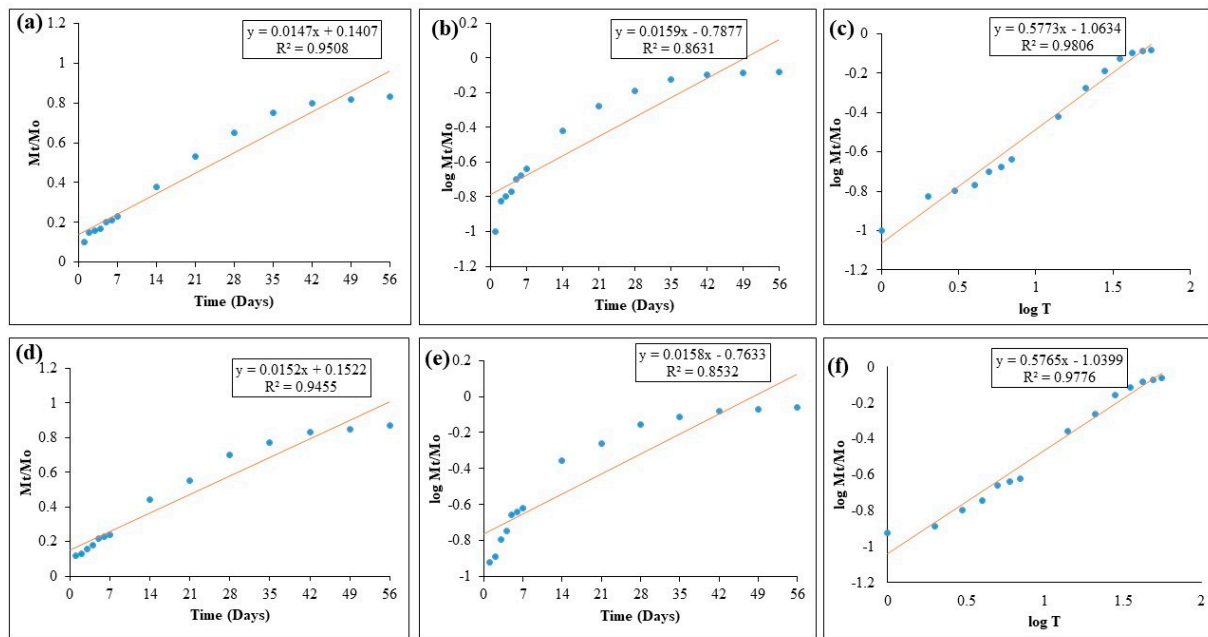 (a)
y = 0.0147x + 0.1407
R² = 0.9508
Mt/Mo
1.2
1
0.8
0.6
0.4
0.2
0
0 7 14 21 28 35 42 49 56
Time (Days)
(b)
y = 0.0159x - 0.7877
R² = 0.8631
log Mt/Mo
0.2
0
-0.2
-0.4
-0.6
-0.8
-1
-1.2
0 7 14 21 28 35 42 49 56
Time (Days)
(c)
y = 0.5773x - 1.0634
R² = 0.9806
log Mt/Mo
0
-0.2
-0.4
-0.6
-0.8
-1
-1.2
0 0.5 1 1.5 2
log T
(d)
y = 0.0152x + 0.1522
R² = 0.9455
Mt/Mo
1.2
1
0.8
0.6
0.4
0.2
0
0 7 14 21 28 35 42 49 56
Time (Days)
(e)
y = 0.0158x - 0.7633
R² = 0.8532
log Mt/Mo
0.2
0
-0.2
-0.4
-0.6
-0.8
-1
0 7 14 21 28 35 42 49 56
Time (Days)
(f)
y = 0.5765x - 1.0399
R² = 0.9776
log Mt/Mo
0
-0.2
-0.4
-0.6
-0.8
-1
-1.2
0 0.5 1 1.5 2
log T